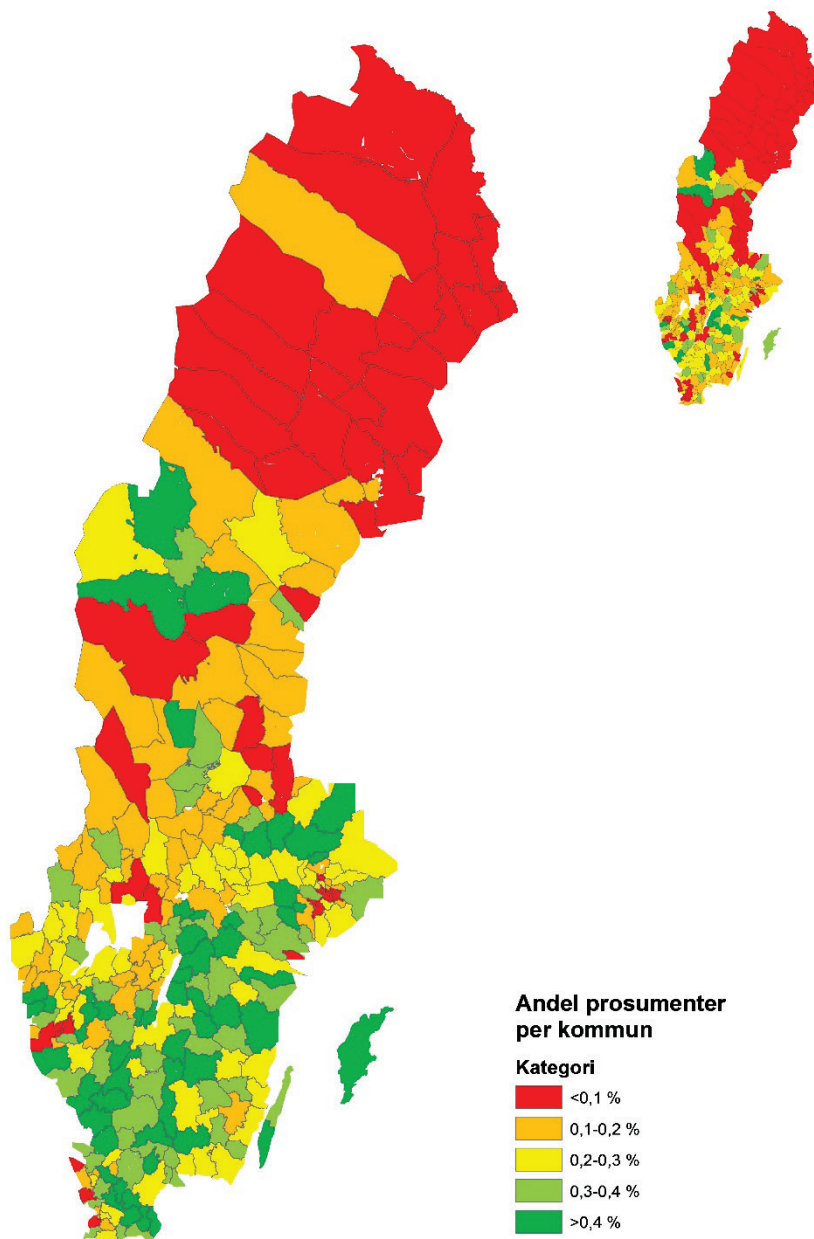 Andel prosumenter
per kommun
Kategori
<0,1 %
0,1-0,2 %
0,2-0,3 %
0,3-0,4 %
>0,4 %